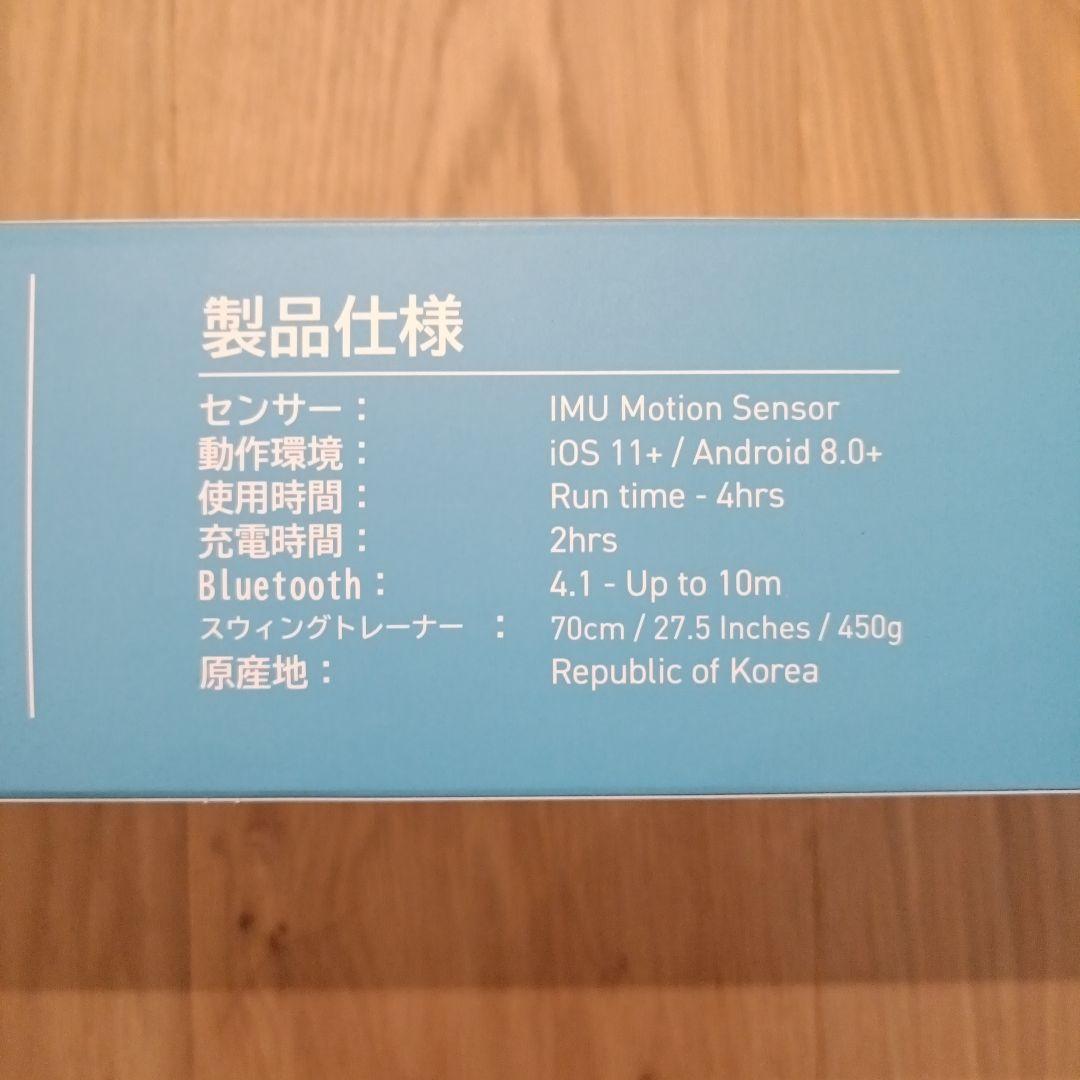 製品仕様
センサー： IMU Motion Sensor
動作環境： iOS 11+ / Android 8.0+
使用時間： Run time - 4hrs
充電時間： 2hrs
Bluetooth： 4.1 - Up to 10m
スウィングトレーナー ： 70cm / 27.5 Inches / 450g
原産地： Republic of Korea